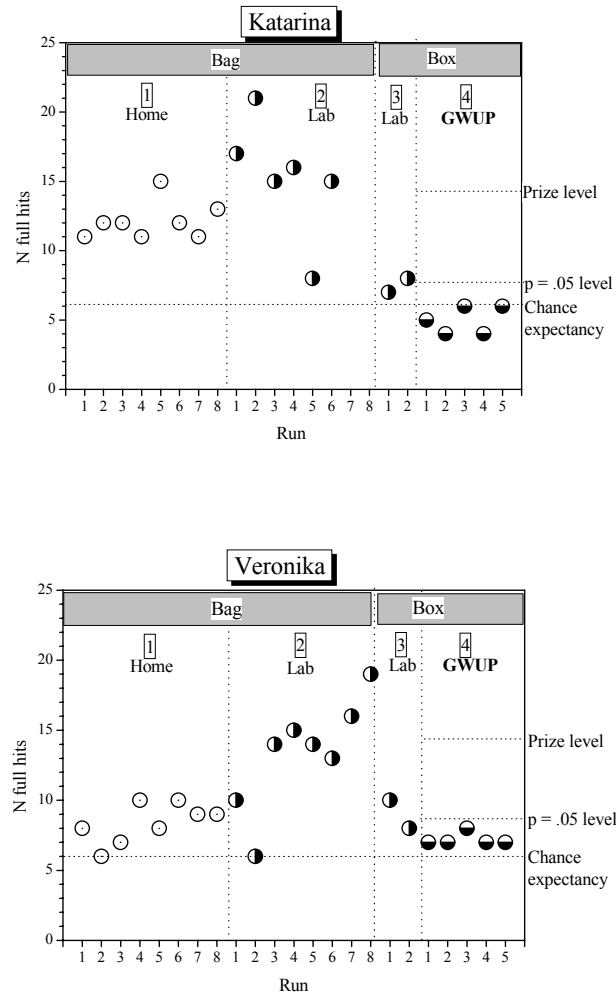 Katarina
25
20
15
10
5
0
N full hits
Bag
Box
1
Home
2
Lab
3
Lab
4
GWUP
Prize level
p = .05 level
Chance
expectancy
1 2 3 4 5 6 7 8 1 2 3 4 5 6 7 8 1 2 1 2 3 4 5
Run
Veronika
25
20
15
10
5
0
N full hits
Bag
Box
1
Home
2
Lab
3
Lab
4
GWUP
Prize level
p = .05 level
Chance
expectancy
1 2 3 4 5 6 7 8 1 2 3 4 5 6 7 8 1 2 1 2 3 4 5
Run